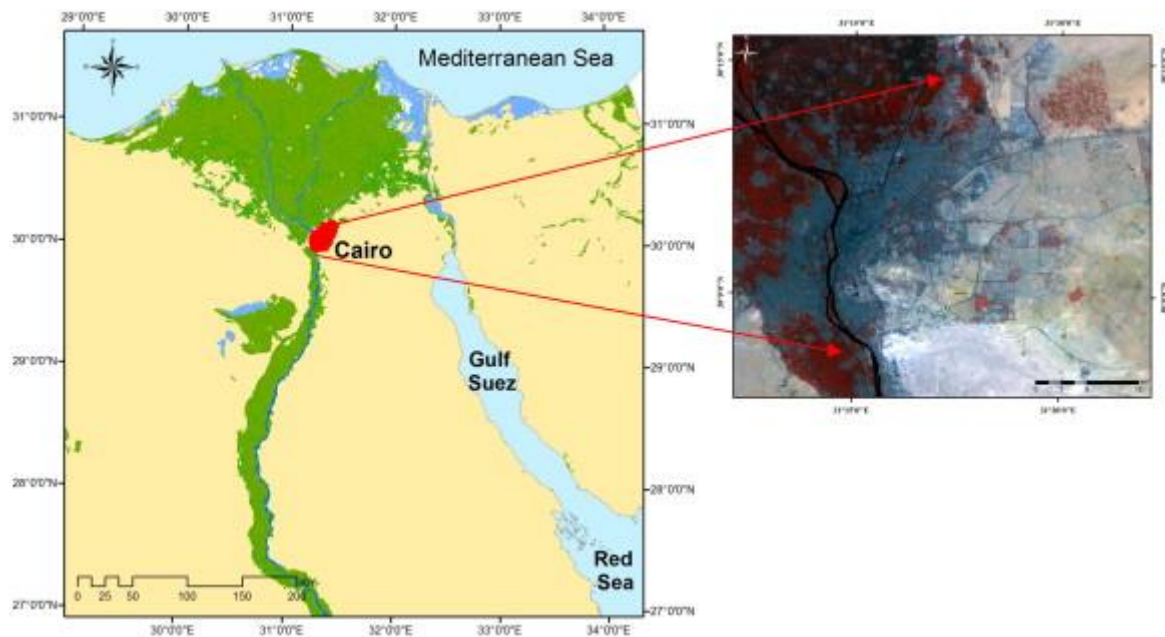 29°0'0"E 30°0'0"E 31°0'0"E 32°0'0"E 33°0'0"E 34°0'0"E
Mediterranean Sea
31°0'0"N 31°0'0"N
30°0'0"N 30°0'0"N
Cairo
29°0'0"N 29°0'0"N
Gulf
Suez
28°0'0"N 28°0'0"N
Red
Sea
0 25 50 100 150 200
27°0'0"N 27°0'0"N
30°0'0"E 31°0'0"E 32°0'0"E 33°0'0"E 34°0'0"E